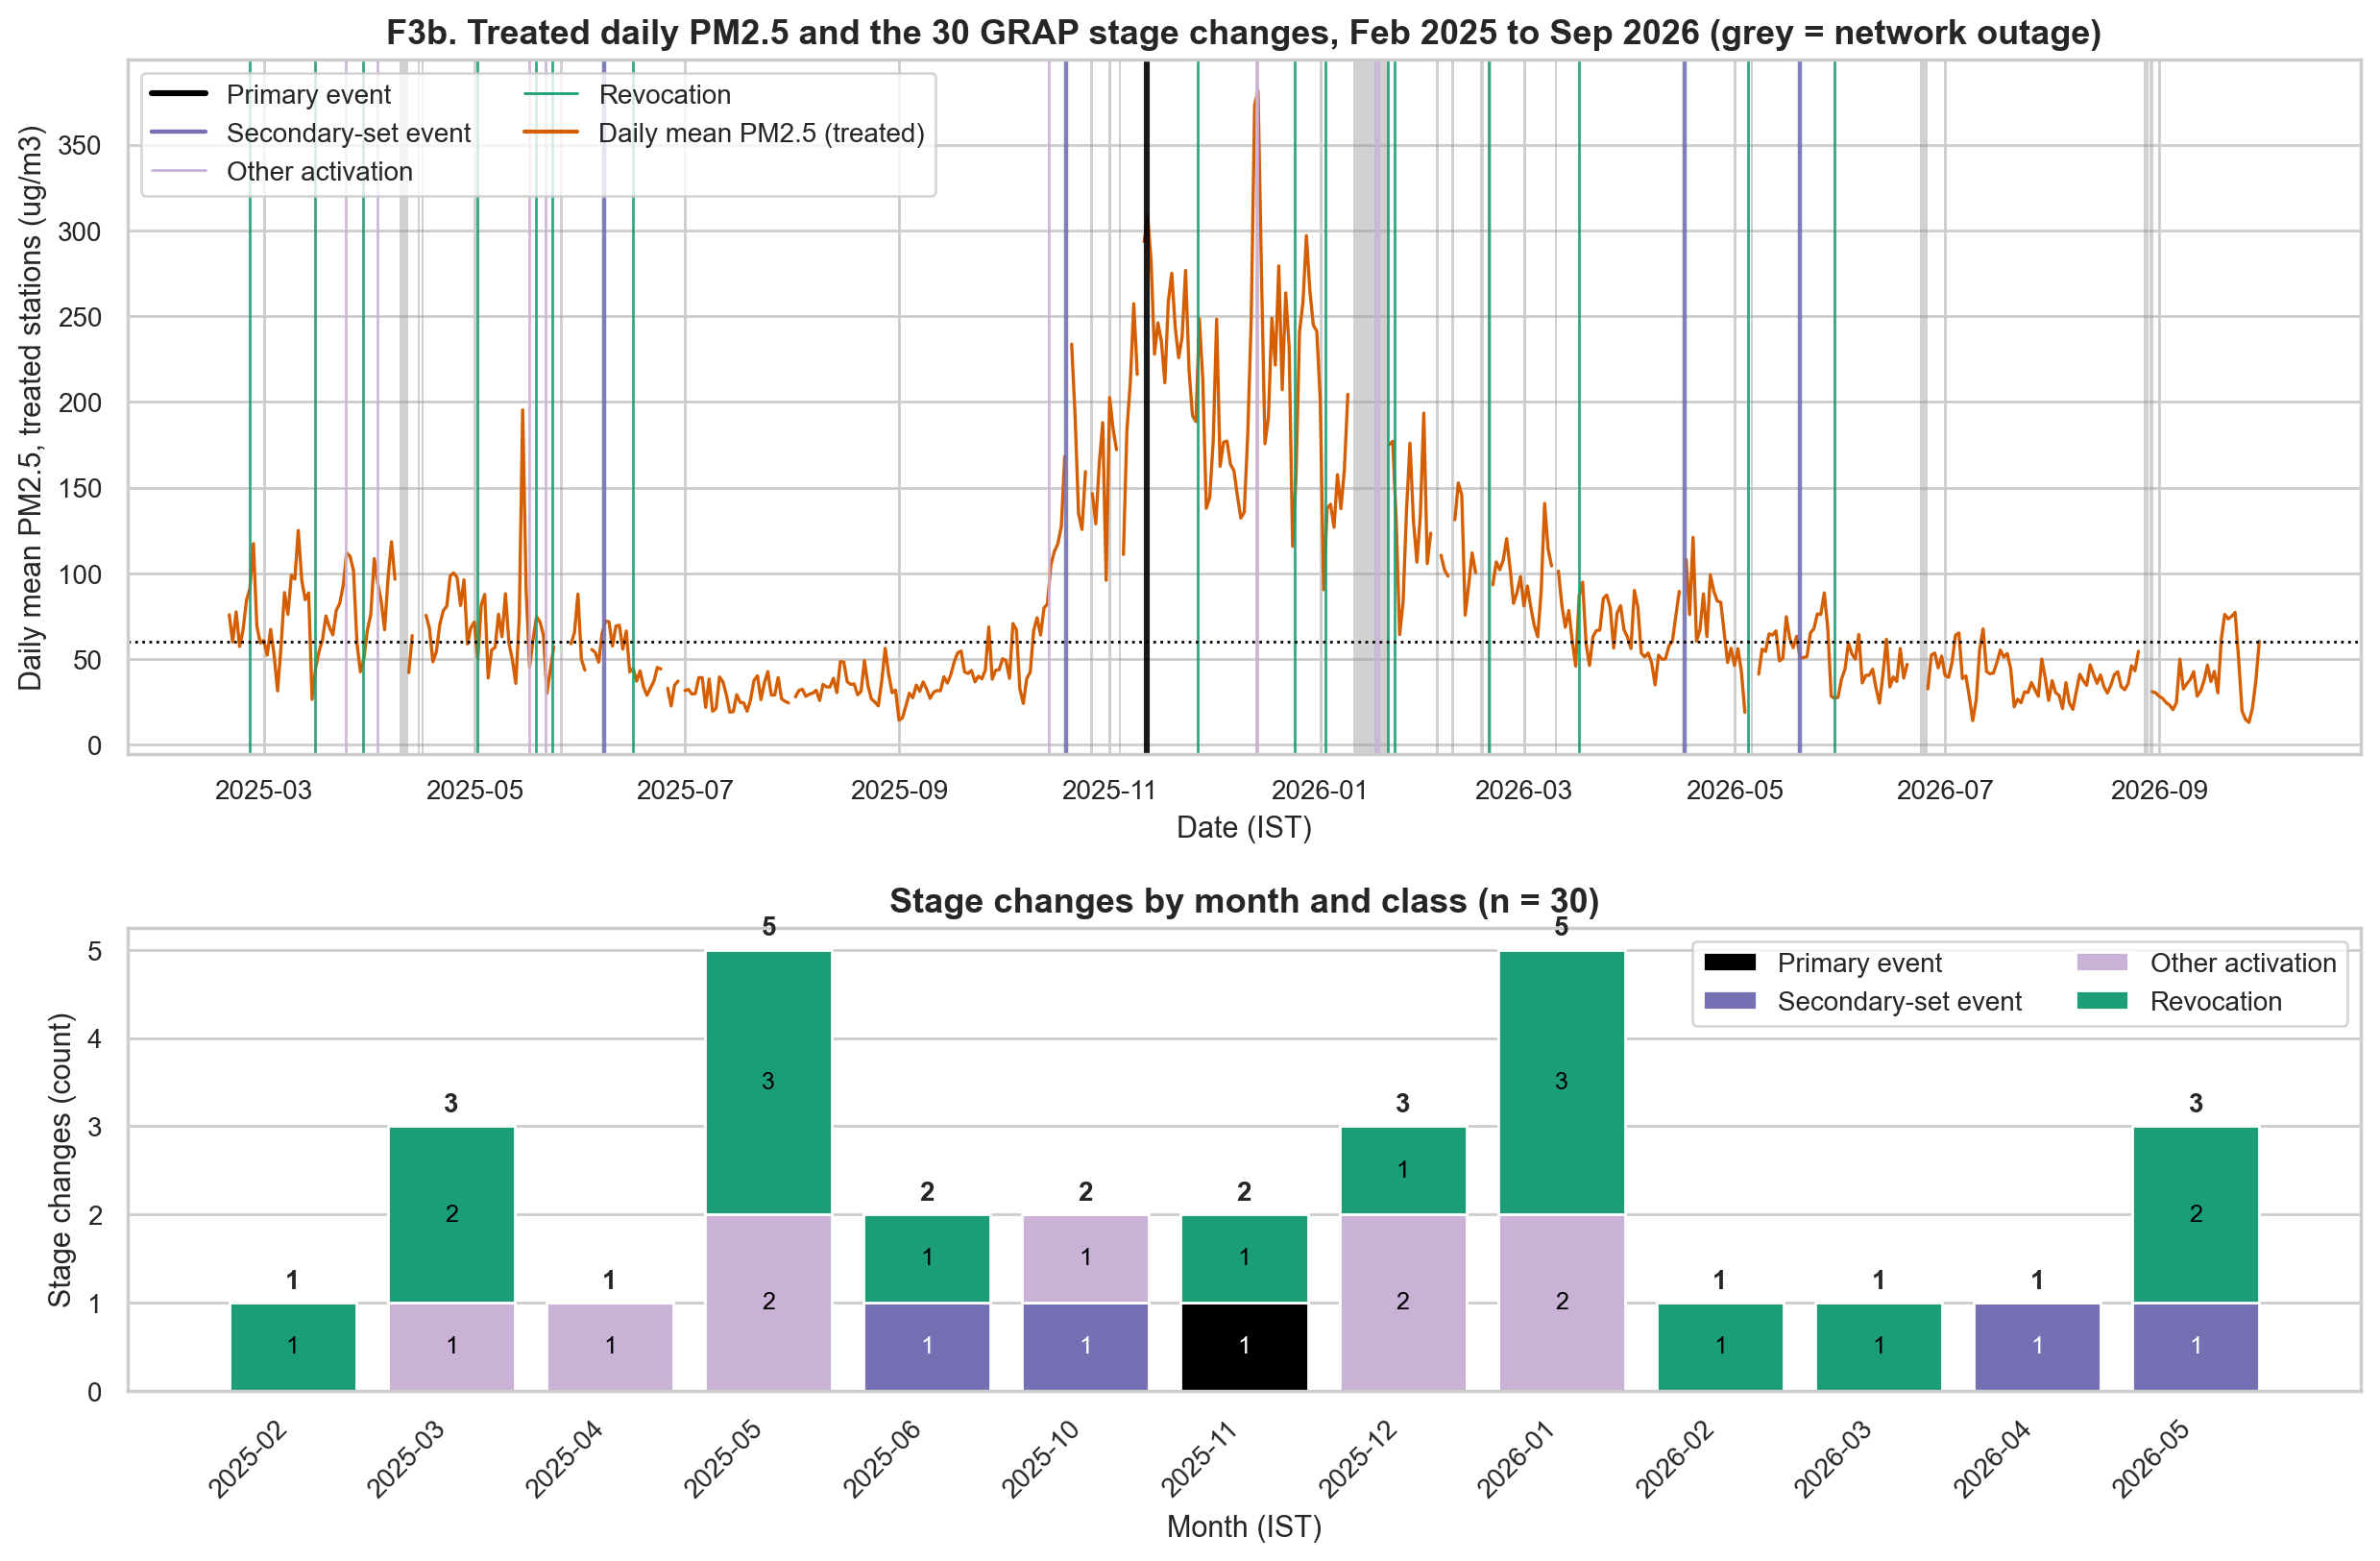 F3b. Treated daily PM2.5 and the 30 GRAP stage changes, Feb 2025 to Sep 2026 (grey = network outage)
Daily mean PM2.5, treated stations (ug/m3)
Primary event
Secondary-set event
Other activation
Revocation
Daily mean PM2.5 (treated)
350
300
250
200
150
100
50
0
2025-03 2025-05 2025-07 2025-09 2025-11 2026-01 2026-03 2026-05 2026-07 2026-09
Date (IST)
Stage changes by month and class (n = 30)
Stage changes (count)
Primary event
Secondary-set event
Other activation
Revocation
5
4
3
2
1
0
1 3 1 5 2 2 2 3 5 1 1 1 3
1 2 3 1 1 1 1 3 2
1 1 2 1 1 1 2 2 1 1 1 1
2025-02 2025-03 2025-04 2025-05 2025-06 2025-10 2025-11 2025-12 2026-01 2026-02 2026-03 2026-04 2026-05
Month (IST)